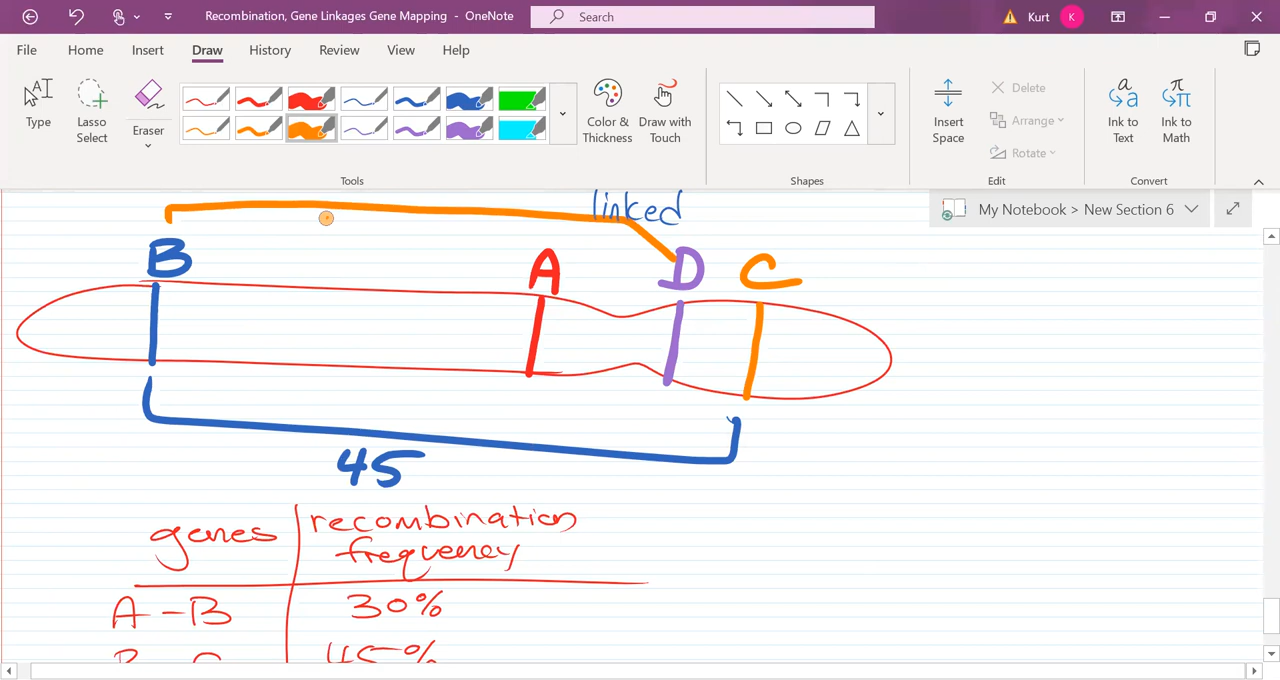 Recombination, Gene Linkages Gene Mapping - OneNote
Search
Kurt
K
File Home Insert Draw History Review View Help
Type
Lasso Select
Eraser
Color & Thickness
Draw with Touch
Insert Space
Delete
Arrange
Rotate
Ink to Text
Ink to Math
Tools
Shapes
Edit
Convert
My Notebook > New Section 6
linked
B A D C
45
genes recombination frequency
A-B 30%
B-C 45%